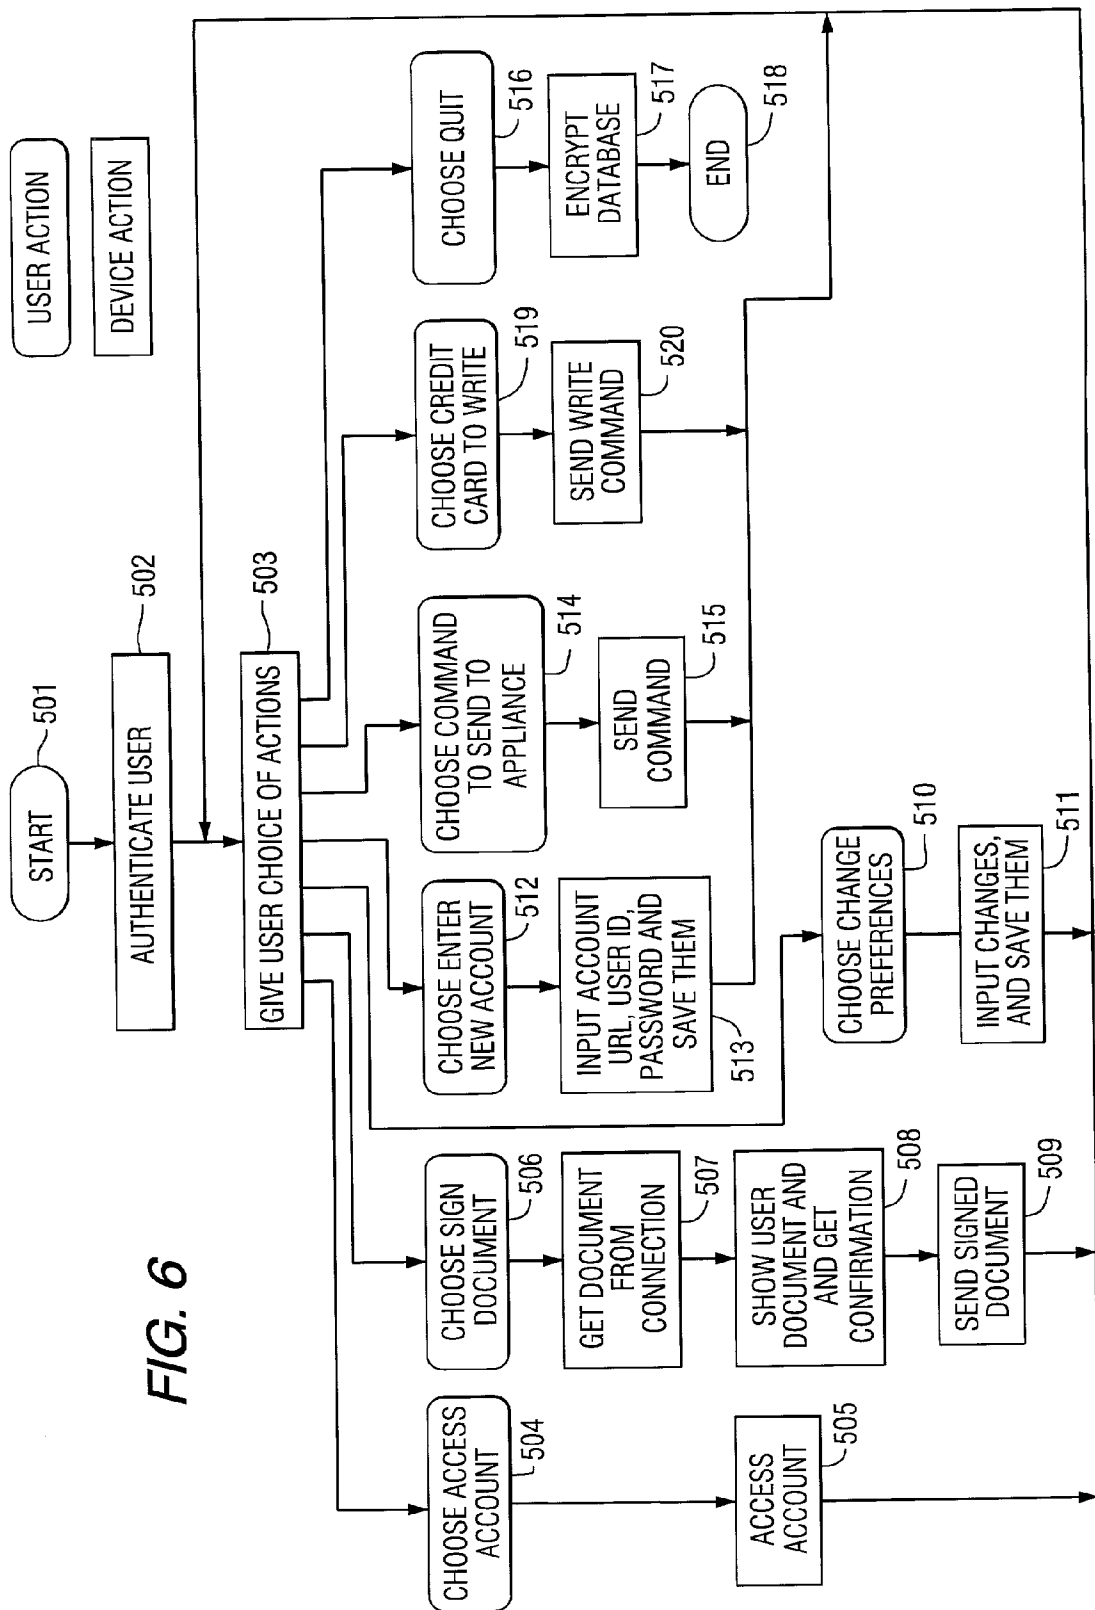 FIG. 6
USER ACTION
DEVICE ACTION
START
501
AUTHENTICATE USER
502
GIVE USER CHOICE OF ACTIONS
503
CHOOSE ACCESS
ACCOUNT
504
ACCESS
ACCOUNT
505
CHOOSE SIGN
DOCUMENT
506
GET DOCUMENT
FROM
CONNECTION
507
SHOW USER
DOCUMENT AND
AND GET
CONFIRMATION
508
SEND SIGNED
DOCUMENT
509
CHOOSE CHANGE
PREFERENCES
510
INPUT CHANGES,
AND SAVE THEM
511
CHOOSE ENTER
NEW ACCOUNT
512
INPUT ACCOUNT
URL, USER ID,
PASSWORD AND
SAVE THEM
513
CHOOSE COMMAND
TO SEND TO
APPLIANCE
514
SEND
COMMAND
515
CHOOSE CREDIT
CARD TO WRITE
519
SEND WRITE
COMMAND
520
CHOOSE QUIT
516
ENCRYPT
DATABASE
517
END
518